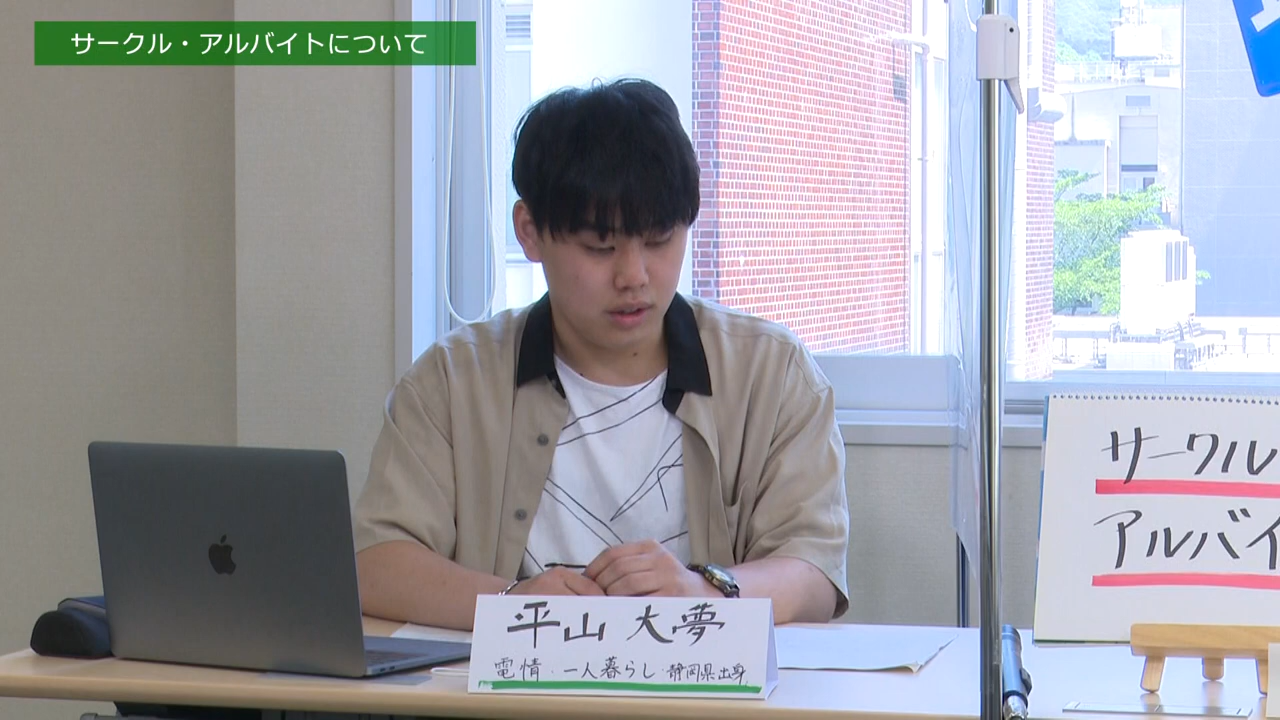 サークル・アルバイトについて
サークル
アルバイ
平山 大夢
電情・一人暮らし・静岡県出身